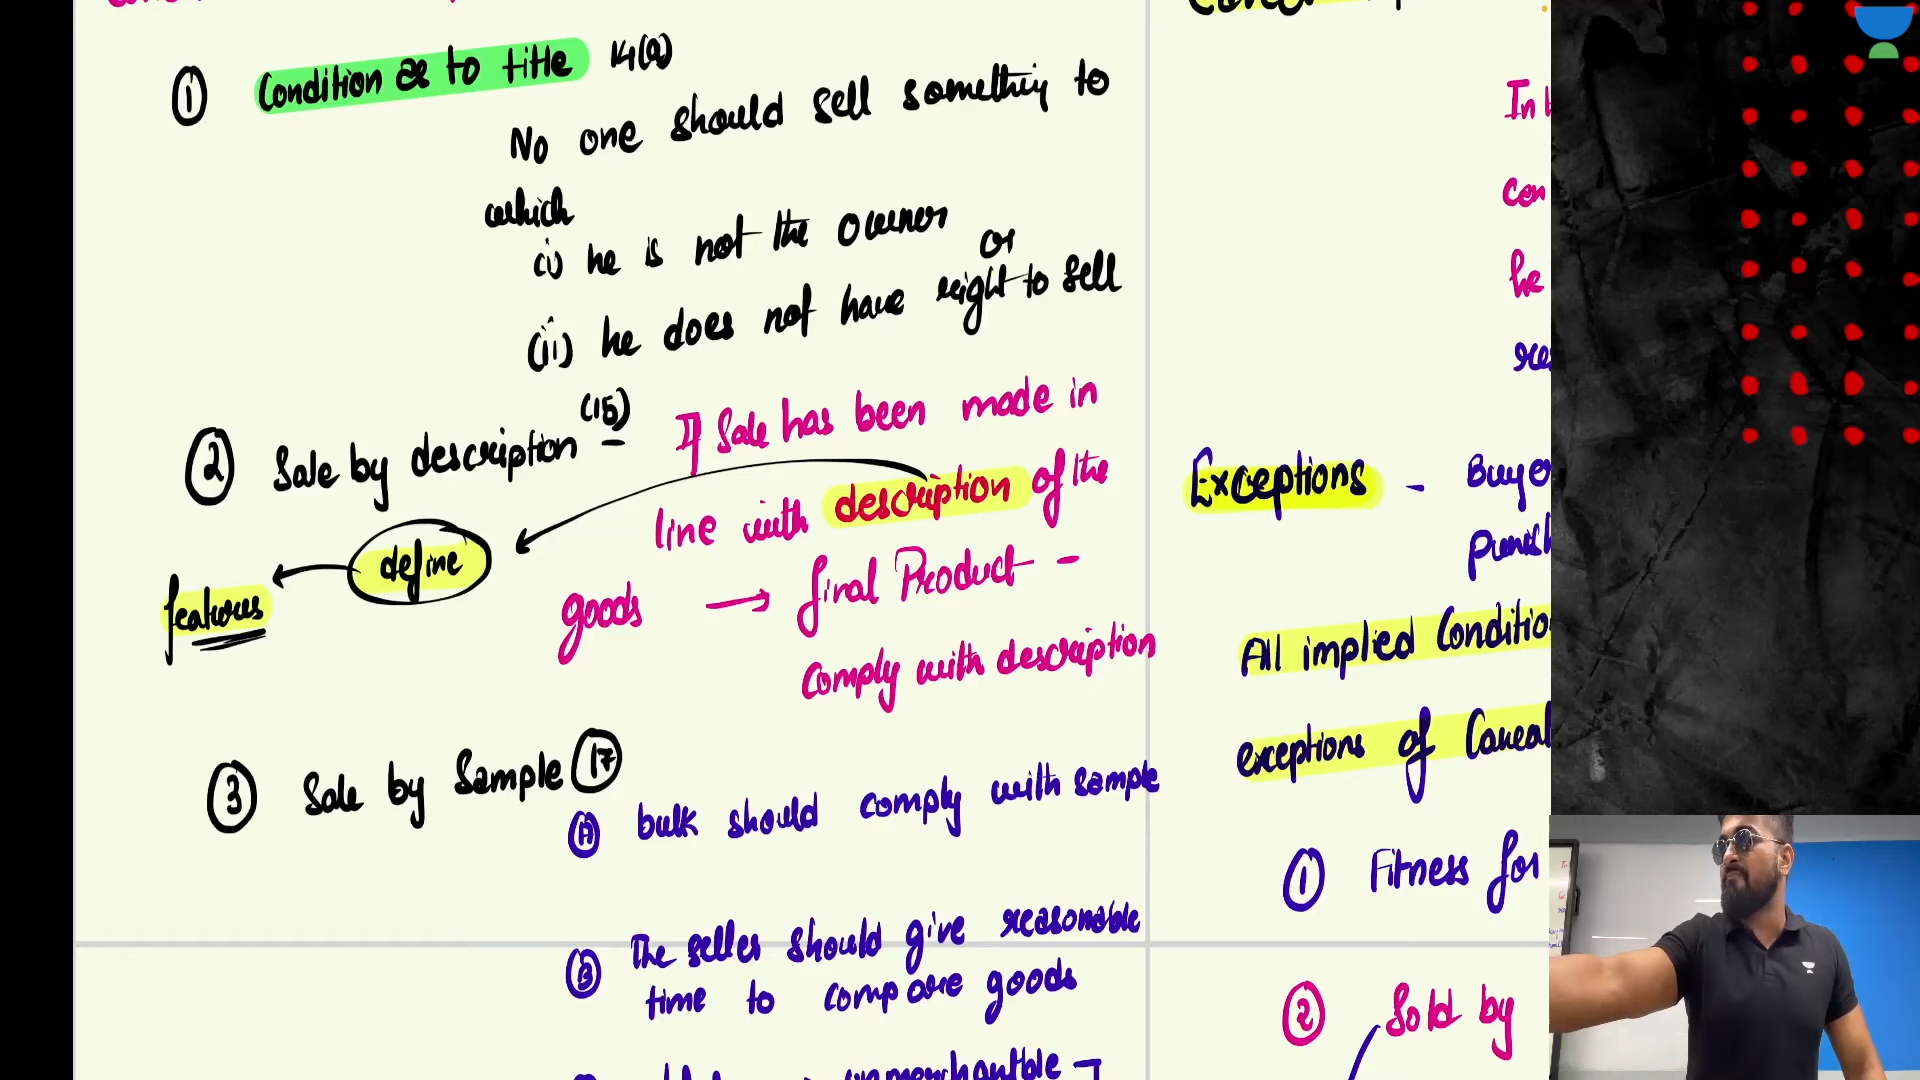 ① Condition as to title 14(a)
No one should sell something to
which
(i) he is not the owner
or
(ii) he does not have right to sell
② Sale by description (15) If Sale has been made in
line with description of the
define
features
goods → final Product -
comply with description
③ Sale by Sample ⑰
Ⓐ bulk should comply with sample
Ⓑ The seller should give reasonable
time to compare goods
unmerchantable
he
Exceptions - Buye
All implied Conditio
exceptions of Caveat
① Fitness for
② Sold by